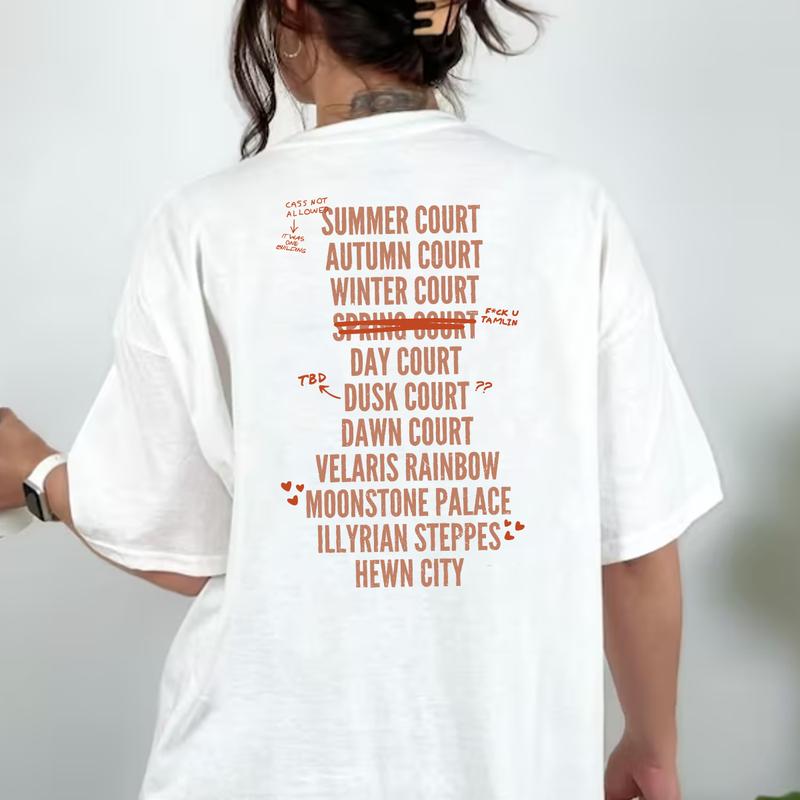 CASS NOT
ALLOWED
IT WAS
ONE
BUILDING
SUMMER COURT
AUTUMN COURT
WINTER COURT
SPRING COURT
F*CK U
TAMLIN
DAY COURT
TBD
DUSK COURT ??
DAWN COURT
VELARIS RAINBOW
MOONSTONE PALACE
ILLYRIAN STEPPES
HEWN CITY